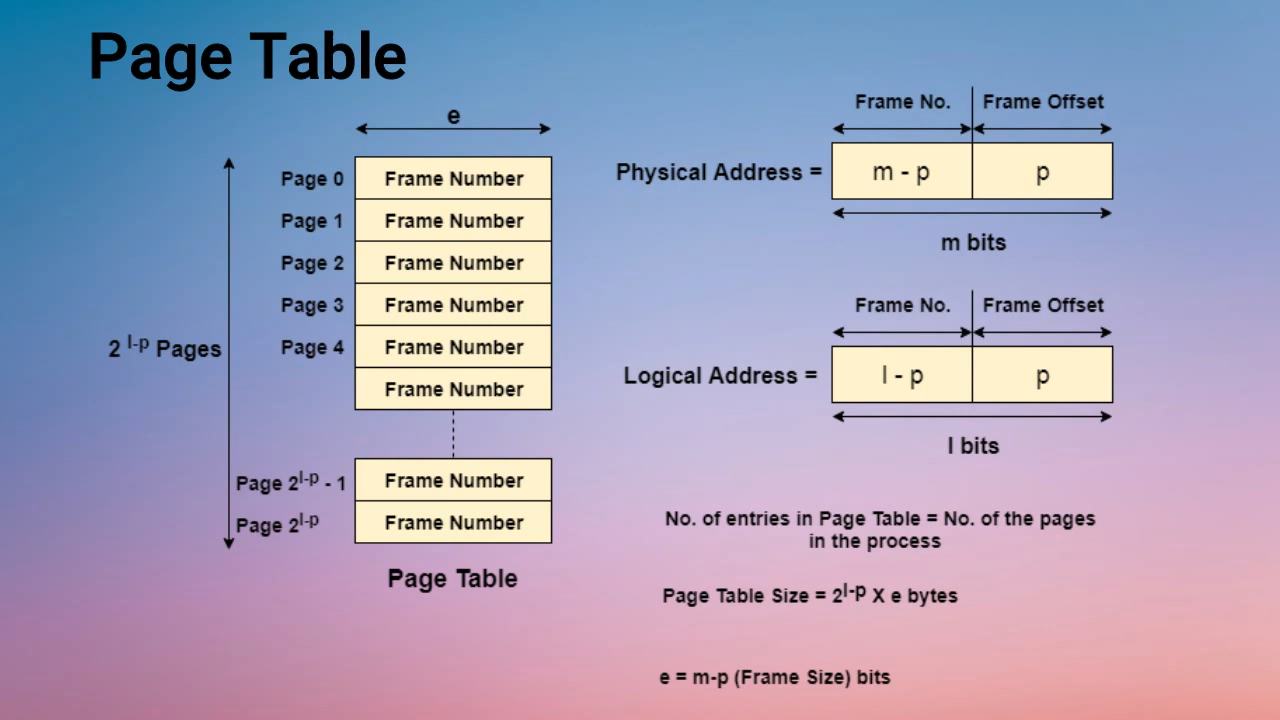 Page Table
e
Page 0 Frame Number
Page 1 Frame Number
Page 2 Frame Number
Page 3 Frame Number
2 l-p Pages Page 4 Frame Number
Frame Number
Page 2l-p - 1 Frame Number
Page 2l-p Frame Number
Page Table
Frame No. Frame Offset
Physical Address = m - p p
m bits
Frame No. Frame Offset
Logical Address = l - p p
l bits
No. of entries in Page Table = No. of the pages
in the process
Page Table Size = 2l-p X e bytes
e = m-p (Frame Size) bits